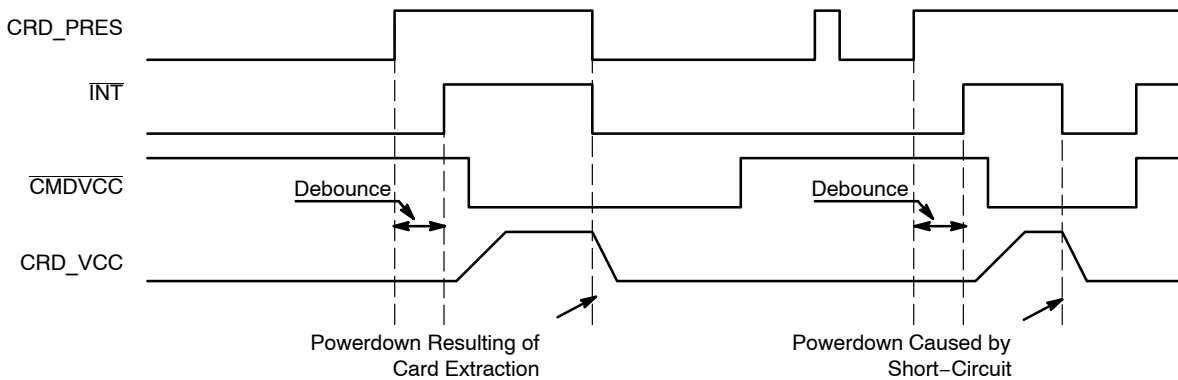 CRD_PRES
INT
CMDVCC
Debounce
Debounce
CRD_VCC
Powerdown Resulting of
Card Extraction
Powerdown Caused by
Short−Circuit